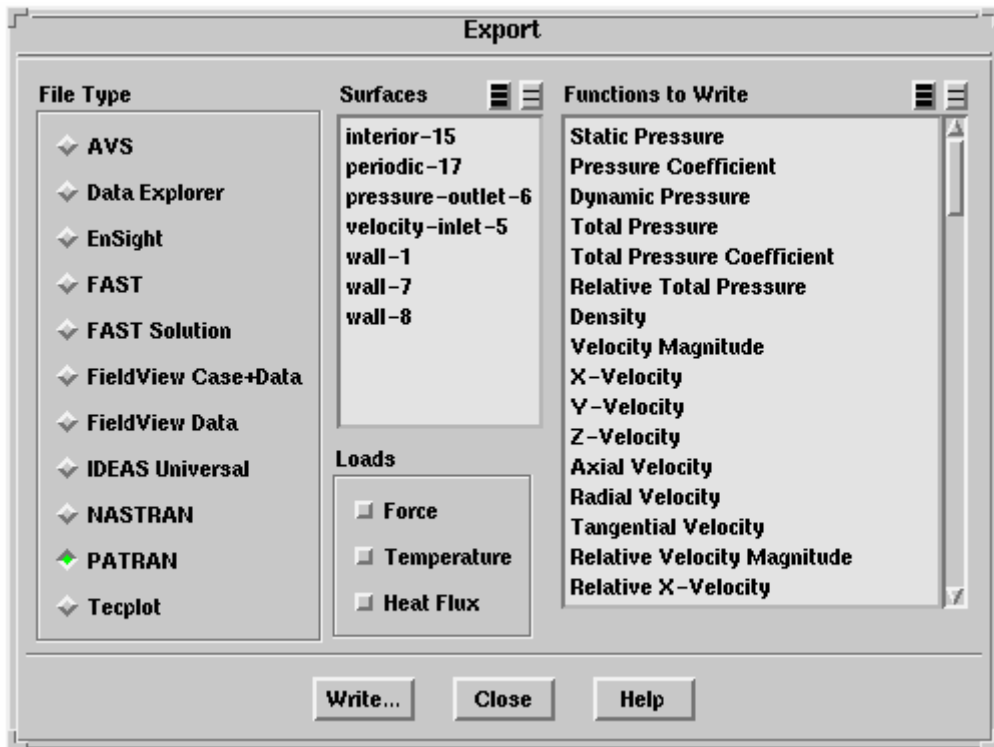 Export
File Type
AVS
Data Explorer
EnSight
FAST
FAST Solution
FieldView Case+Data
FieldView Data
IDEAS Universal
NASTRAN
PATRAN
Tecplot
Surfaces
interior-15
periodic-17
pressure-outlet-6
velocity-inlet-5
wall-1
wall-7
wall-8
Loads
Force
Temperature
Heat Flux
Functions to Write
Static Pressure
Pressure Coefficient
Dynamic Pressure
Total Pressure
Total Pressure Coefficient
Relative Total Pressure
Density
Velocity Magnitude
X-Velocity
Y-Velocity
Z-Velocity
Axial Velocity
Radial Velocity
Tangential Velocity
Relative Velocity Magnitude
Relative X-Velocity
Write...
Close
Help